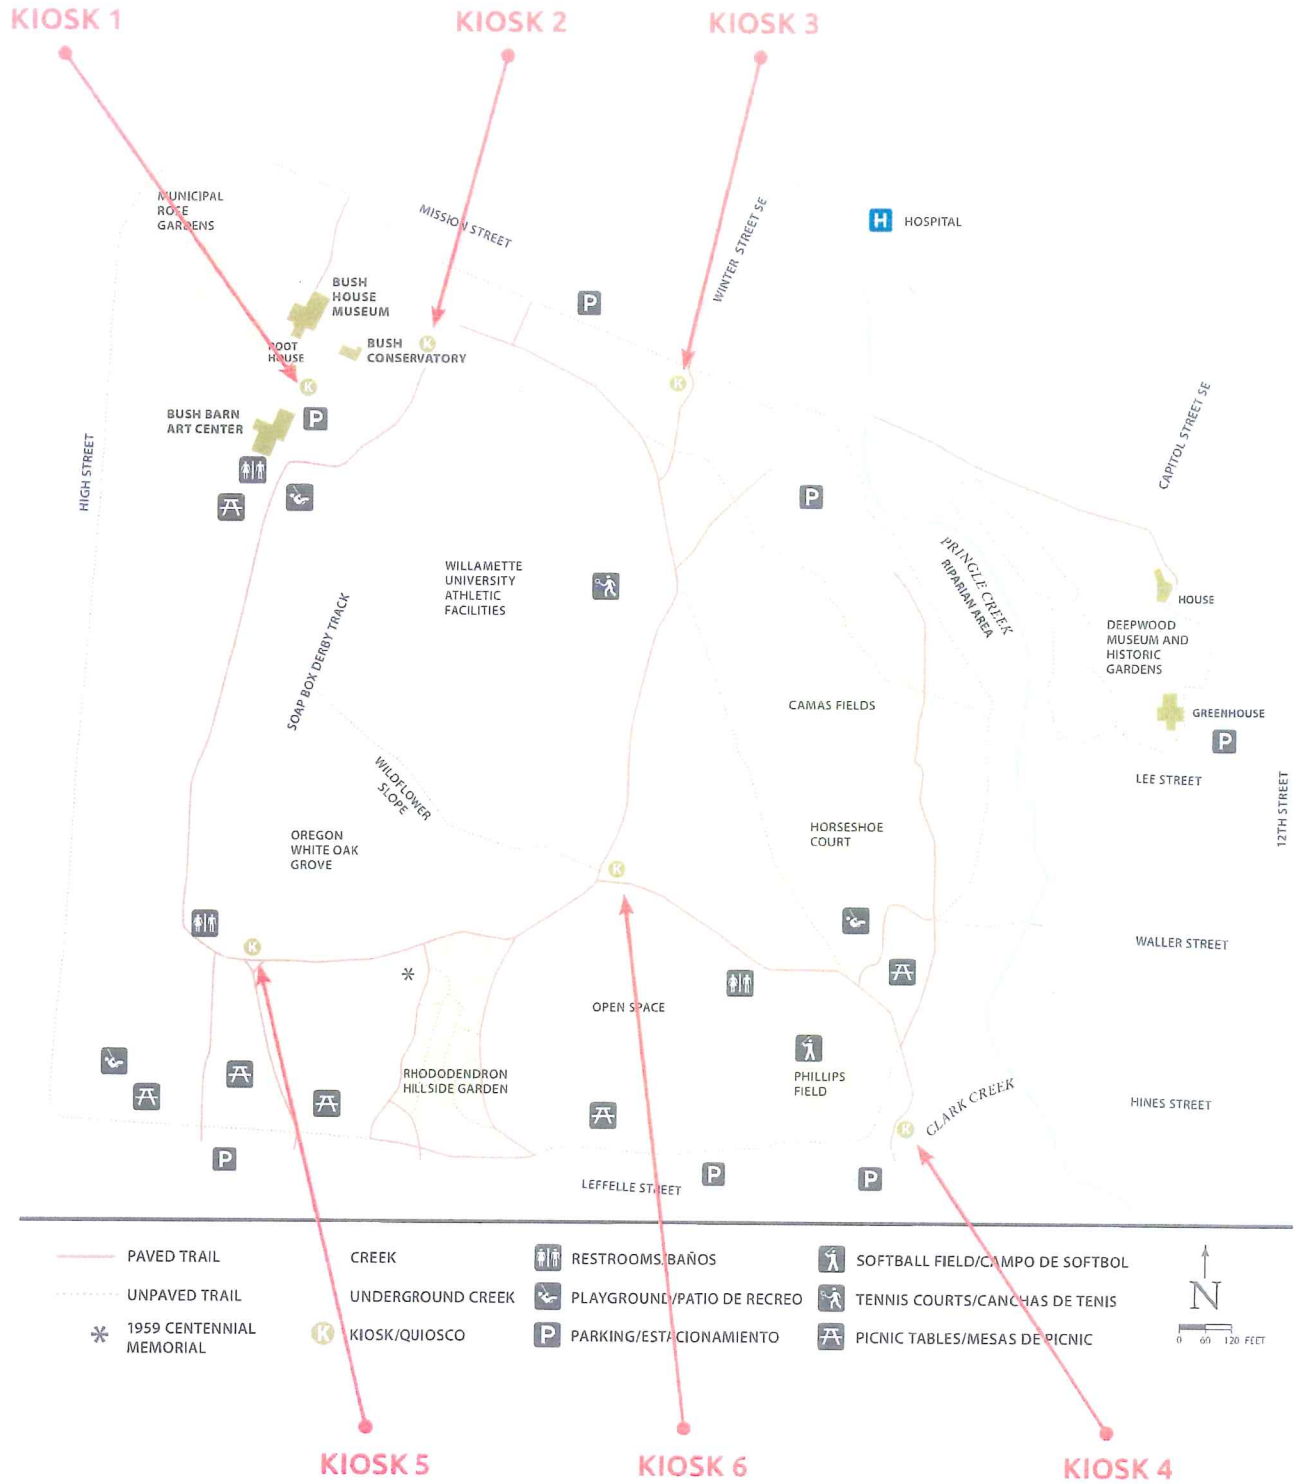 KIOSK 1
KIOSK 2
KIOSK 3
MUNICIPAL
ROSE
GARDENS
MISSION STREET
WINTER STREET SE
H
HOSPITAL
BUSH
HOUSE
MUSEUM
P
ROOT
HOUSE
BUSH
CONSERVATORY
K
K
K
P
BUSH BARN
ART CENTER
HIGH STREET
CAPITOL STREET SE
P
WILLAMETTE
UNIVERSITY
ATHLETIC
FACILITIES
PRINGLE CREEK
RIPARIAN AREA
HOUSE
DEEPWOOD
MUSEUM AND
HISTORIC
GARDENS
SOAP BOX DERBY TRACK
CAMAS FIELDS
GREENHOUSE
P
LEE STREET
12TH STREET
WILDFLOWER
SLOPE
OREGON
WHITE OAK
GROVE
HORSESHOE
COURT
K
K
WALLER STREET
*
OPEN SPACE
RHODODENDRON
HILLSIDE GARDEN
PHILLIPS
FIELD
K
CLARK CREEK
HINES STREET
P
P
P
LEFFELLE STREET
PAVED TRAIL
CREEK
RESTROOMS/BAÑOS
SOFTBALL FIELD/CAMPO DE SOFTBOL
UNPAVED TRAIL
UNDERGROUND CREEK
PLAYGROUND/PATIO DE RECREO
TENNIS COURTS/CANCHAS DE TENIS
* 1959 CENTENNIAL
MEMORIAL
K KIOSK/QUIOSCO
P PARKING/ESTACIONAMIENTO
PICNIC TABLES/MESAS DE PICNIC
N
0 60 120 FEET
KIOSK 5
KIOSK 6
KIOSK 4